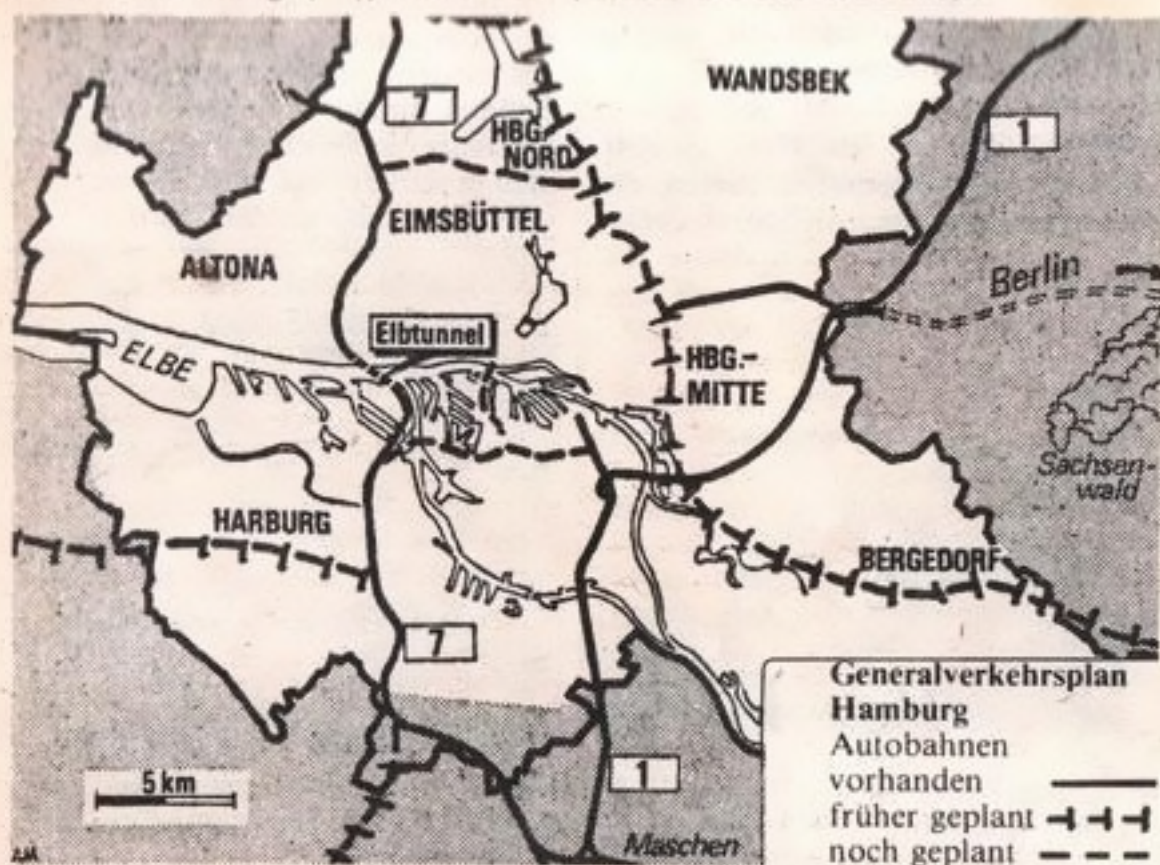 WANDSBEK
7
1
HBG.
NORD
EIMSBÜTTEL
ALTONA
Berlin
Elbtunnel
ELBE
HBG.-
MITTE
Sachsen-
wald
HARBURG
BERGEDORF
7
1
5 km
Maschen
Generalverkehrsplan
Hamburg
Autobahnen
vorhanden
früher geplant
noch geplant